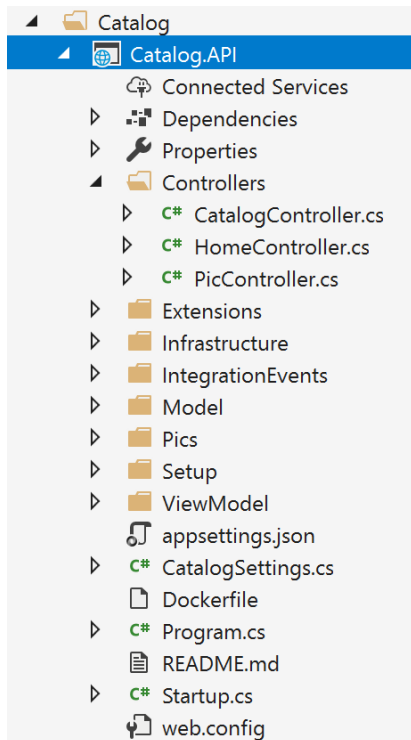 Catalog
Catalog.API
Connected Services
Dependencies
Properties
Controllers
C# CatalogController.cs
C# HomeController.cs
C# PicController.cs
Extensions
Infrastructure
IntegrationEvents
Model
Pics
Setup
ViewModel
appsettings.json
C# CatalogSettings.cs
Dockerfile
C# Program.cs
README.md
C# Startup.cs
web.config